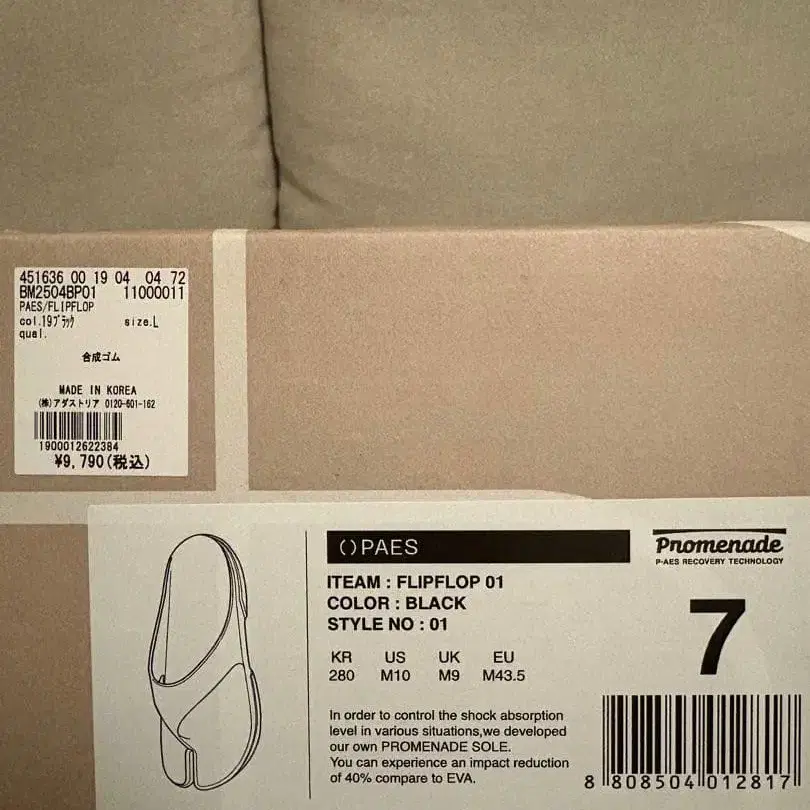 451636 00 19 04 04 72
BM2504BP01 11000011
PAES/FLIPFLOP
col.19ﾌﾞﾗｯｸ size.L
qual.
合成ゴム
MADE IN KOREA
(株)アダストリア 0120-601-162
1900012622384
¥9,790(税込)
()PAES
ITEAM : FLIPFLOP 01
COLOR : BLACK
STYLE NO : 01
KR US UK EU
280 M10 M9 M43.5
In order to control the shock absorption
level in various situations,we developed
our own PROMENADE SOLE.
You can experience an impact reduction
of 40% compare to EVA.
Promenade
P-AES RECOVERY TECHNOLOGY
7
8 808504 012817